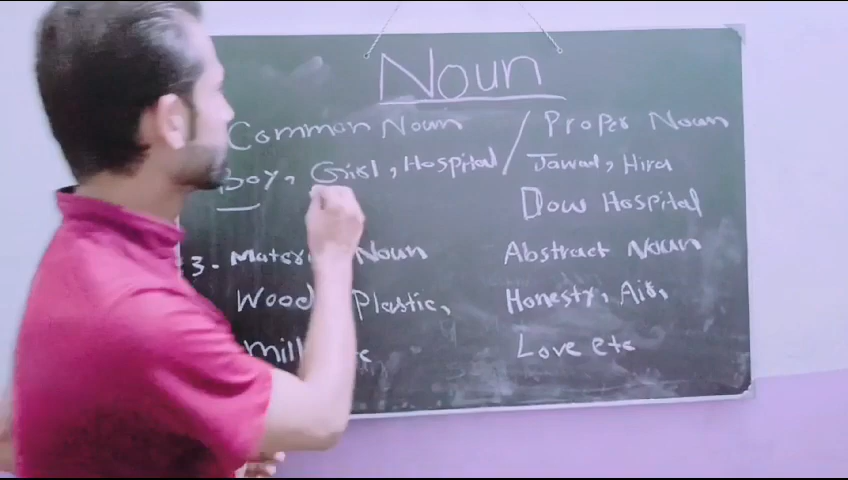 Noun
Common Noun / Proper Noun
Boy, Girl, Hospital Jawad, Hira
Dow Hospital
3. Noun Abstract Noun
Wood Plastic, Honesty, Air,
Love etc